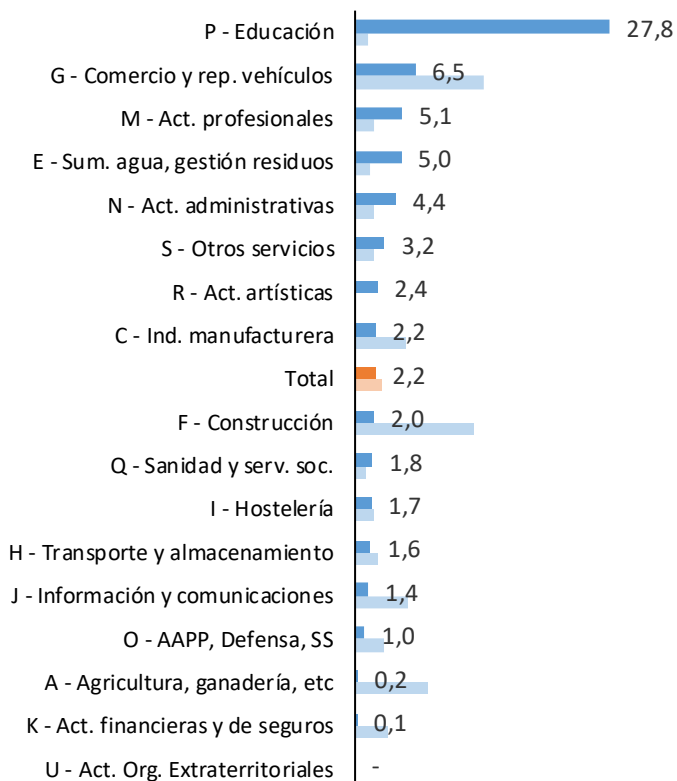 P - Educación 27,8
G - Comercio y rep. vehículos 6,5
M - Act. profesionales 5,1
E - Sum. agua, gestión residuos 5,0
N - Act. administrativas 4,4
S - Otros servicios 3,2
R - Act. artísticas 2,4
C - Ind. manufacturera 2,2
Total 2,2
F - Construcción 2,0
Q - Sanidad y serv. soc. 1,8
I - Hostelería 1,7
H - Transporte y almacenamiento 1,6
J - Información y comunicaciones 1,4
O - AAPP, Defensa, SS 1,0
A - Agricultura, ganadería, etc 0,2
K - Act. financieras y de seguros 0,1
U - Act. Org. Extraterritoriales -